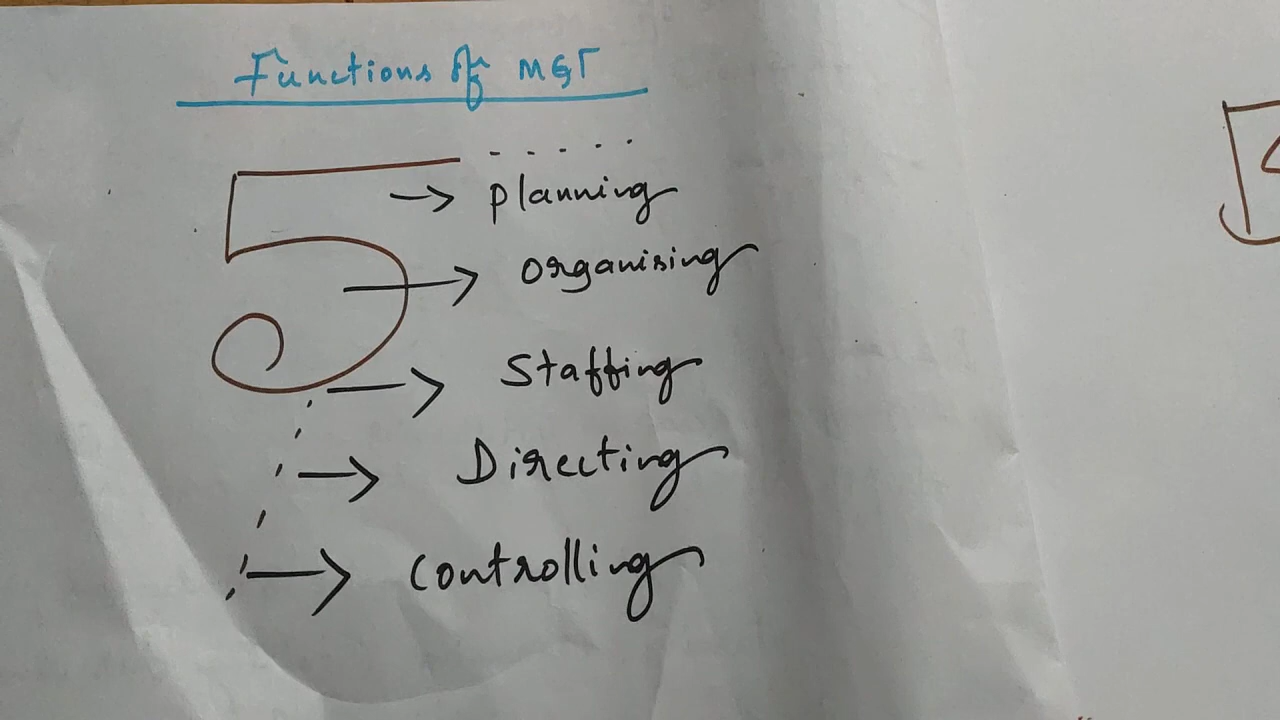 Functions of MGT
5
→ planning
→ organising
→ Staffing
→ Directing
→ Controlling